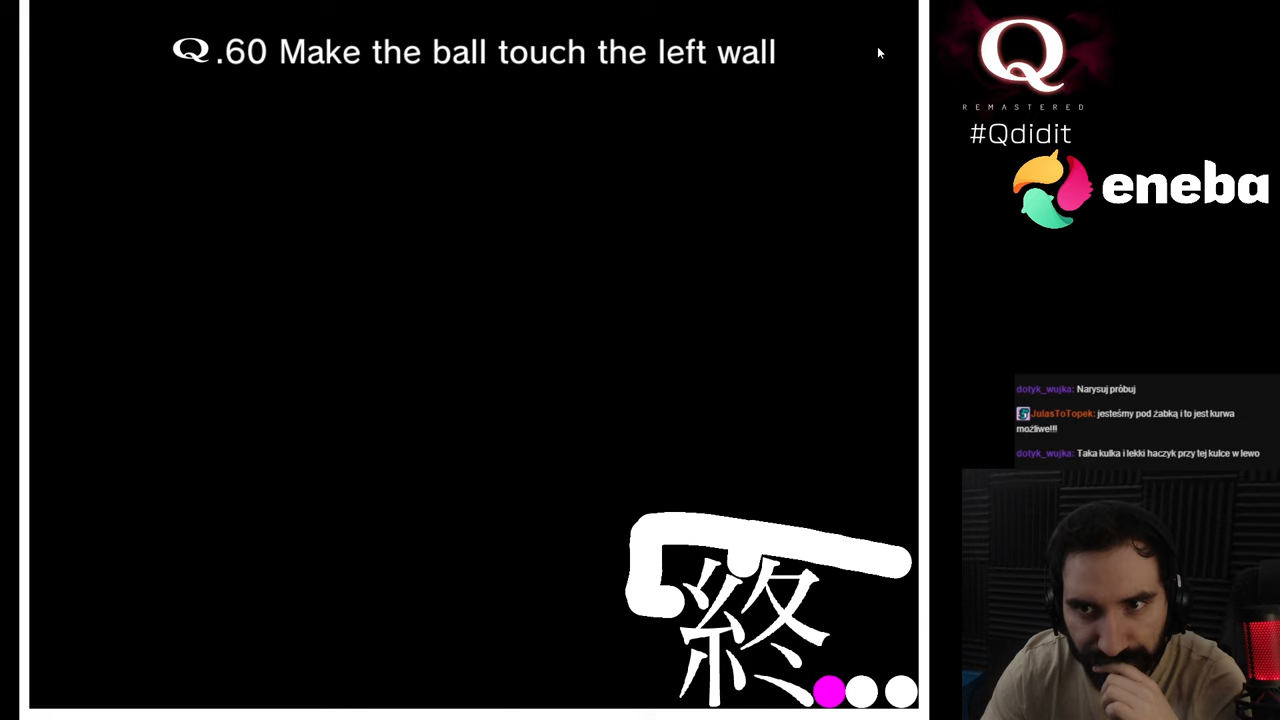 Q.60 Make the ball touch the left wall
Q
REMASTERED
#Qdidit
eneba
dotyk_wujka: Narysuj próbuj
JulasToTopek: jesteśmy pod żabką i to jest kurwa
możliwe!!!
dotyk_wujka: Taka kulka i lekki haczyk przy tej kulce w lewo
終